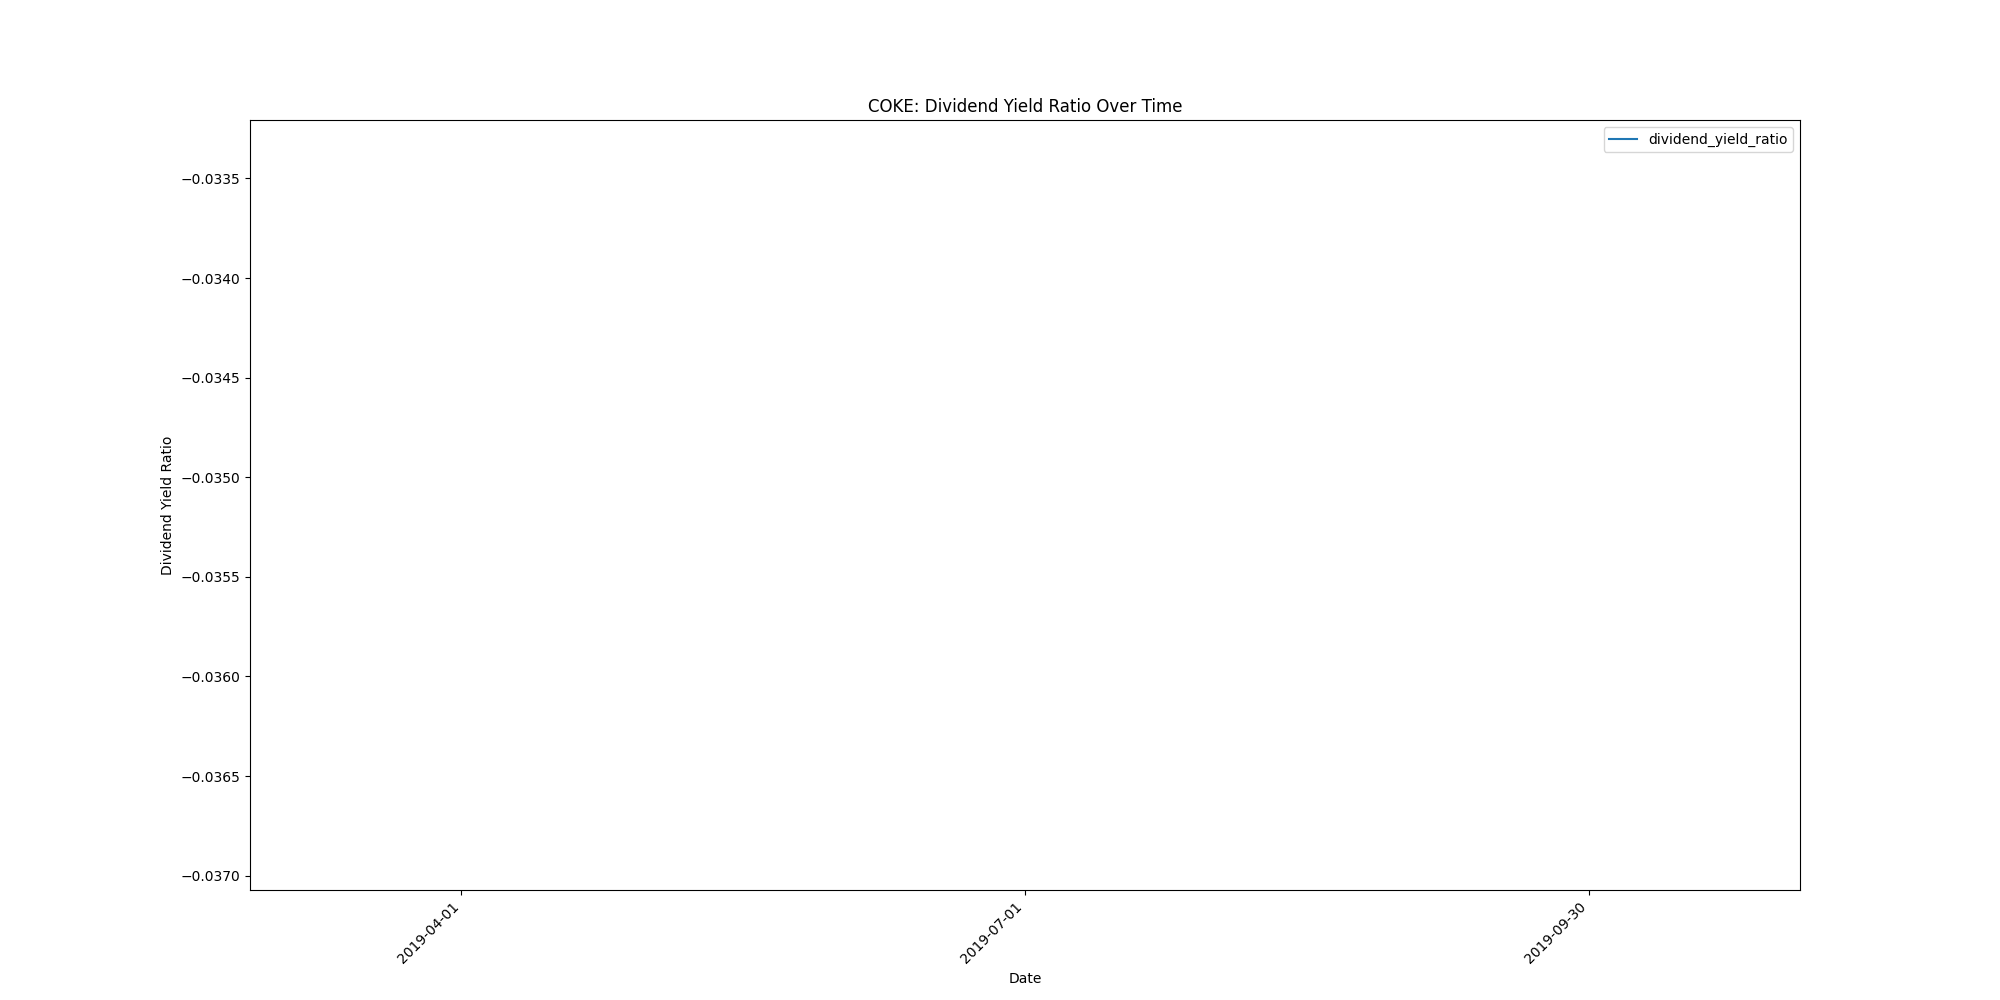 COKE: Dividend Yield Ratio Over Time
dividend_yield_ratio
−0.0335
−0.0340
−0.0345
−0.0350
−0.0355
−0.0360
−0.0365
−0.0370
Dividend Yield Ratio
2019-04-01
2019-07-01
2019-09-30
Date